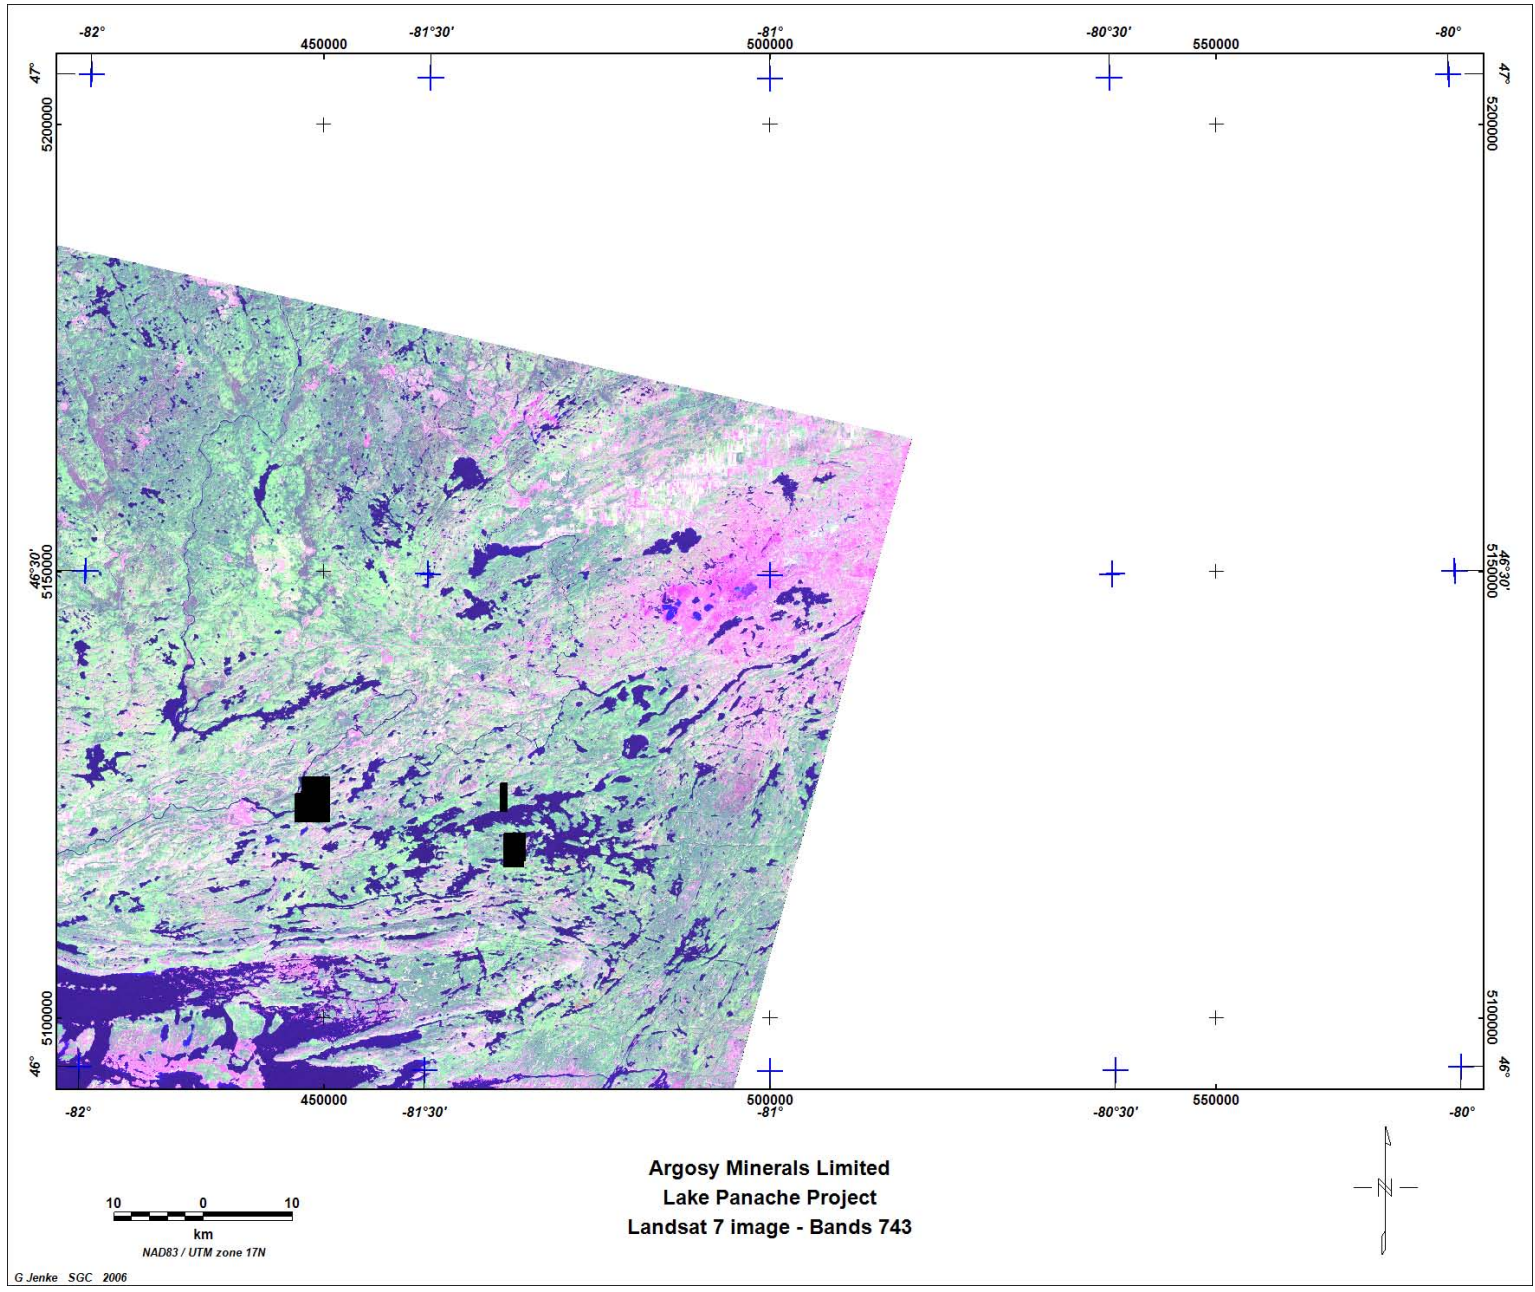 -82° -81°30' -81° -80°30' -80°
450000 500000 550000
47° 47°
5200000 5200000
46°30' 46°30'
5150000 5150000
5100000 5100000
46° 46°
450000 500000 550000
-82° -81°30' -81° -80°30' -80°
Argosy Minerals Limited
Lake Panache Project
Landsat 7 image - Bands 743
10 0 10
km
NAD83 / UTM zone 17N
N
G Jenke SGC 2006